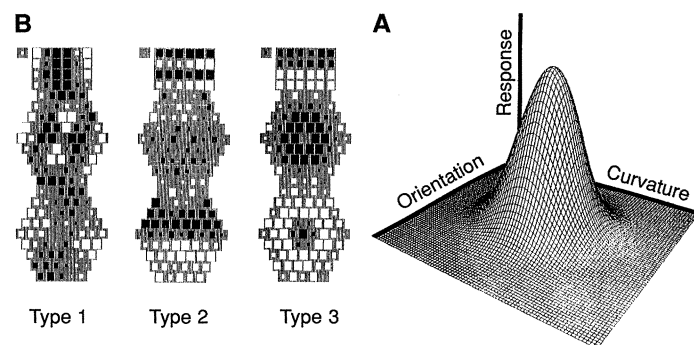 B
Type 1
Type 2
Type 3
A
Response
Orientation
Curvature